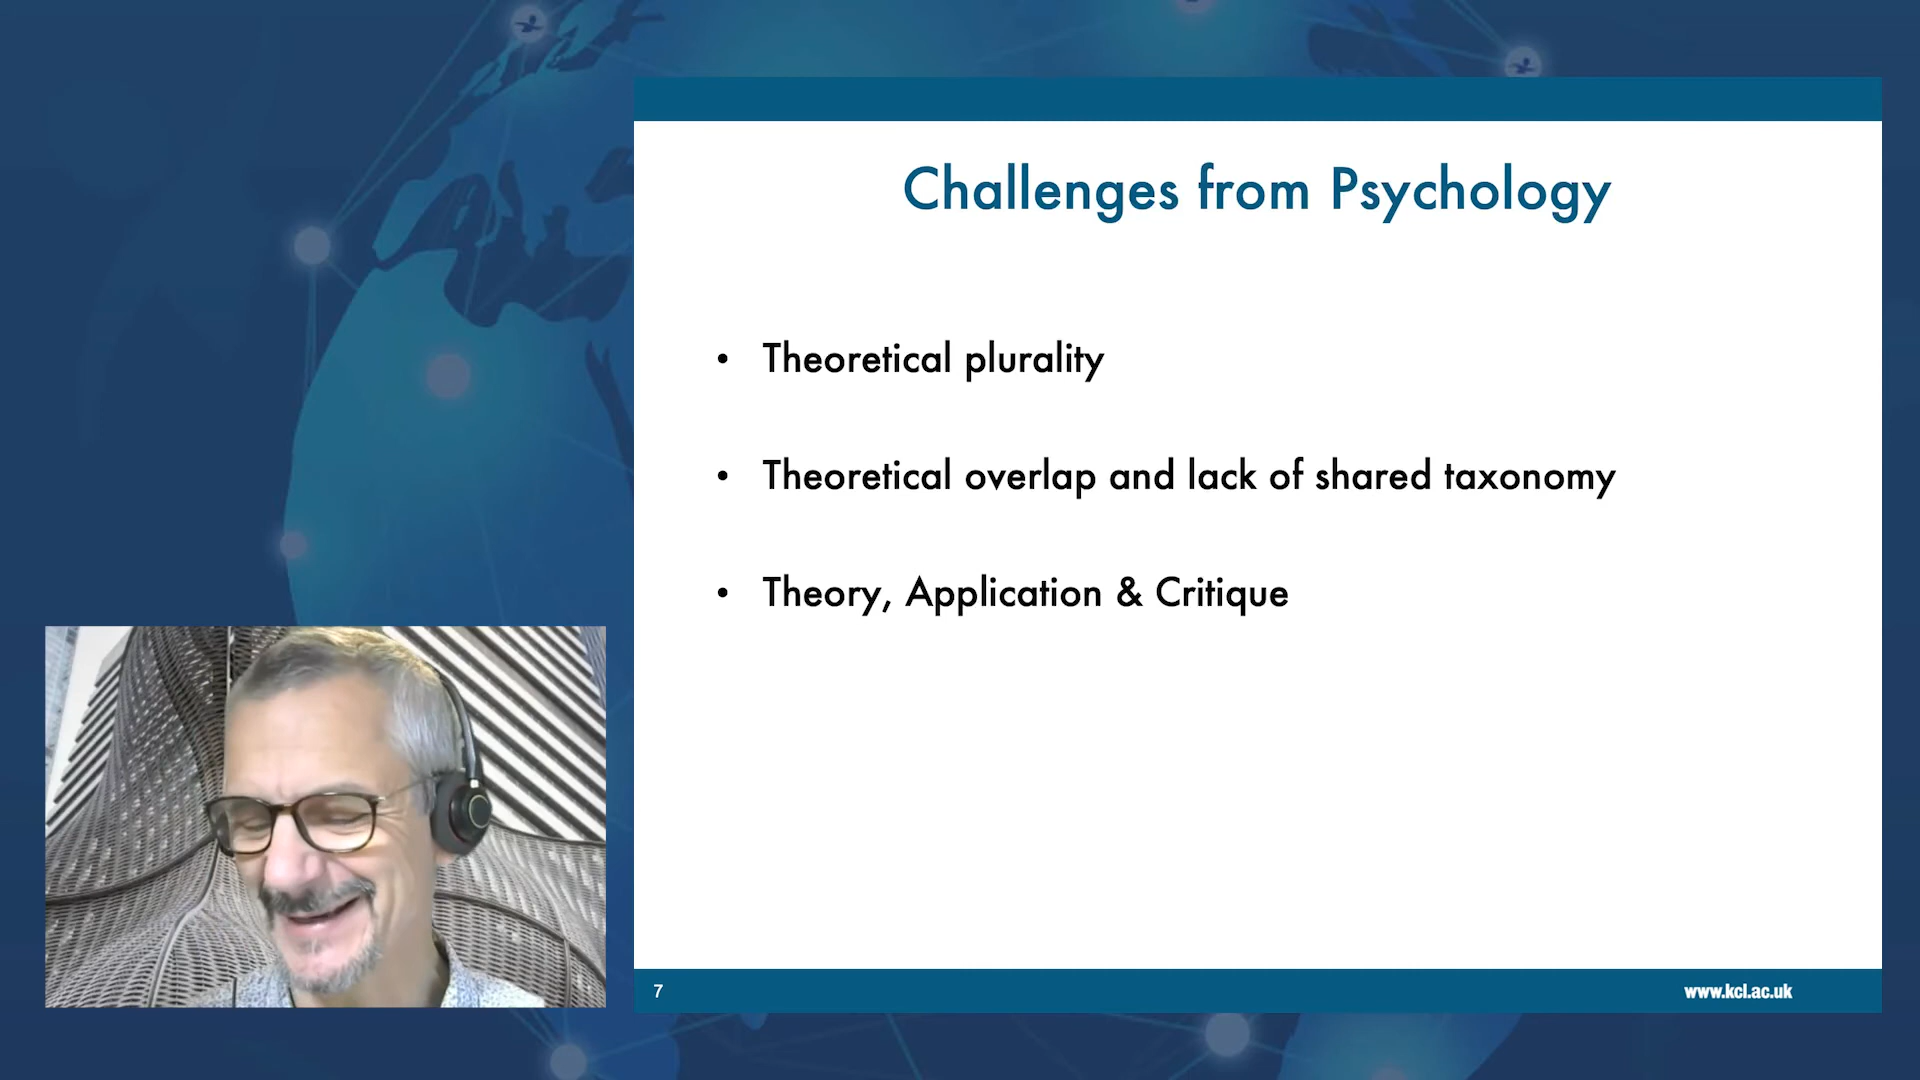 Challenges from Psychology
• Theoretical plurality
• Theoretical overlap and lack of shared taxonomy
• Theory, Application & Critique
7
www.kcl.ac.uk